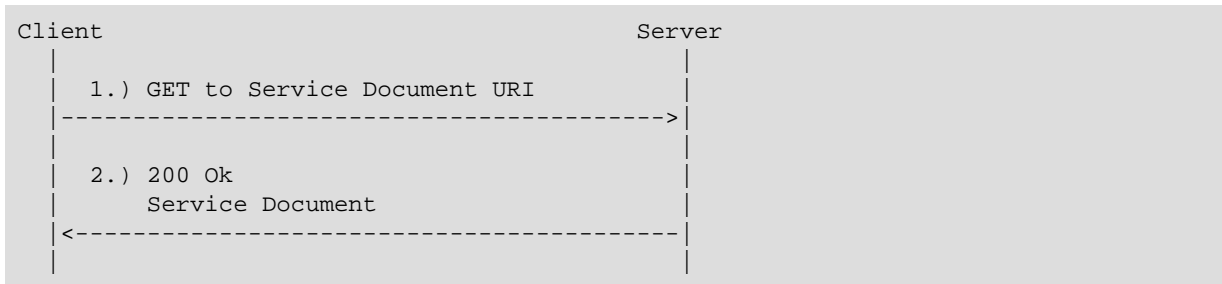 Client Server
1.) GET to Service Document URI
------------------------------------------>
2.) 200 Ok
Service Document
<------------------------------------------